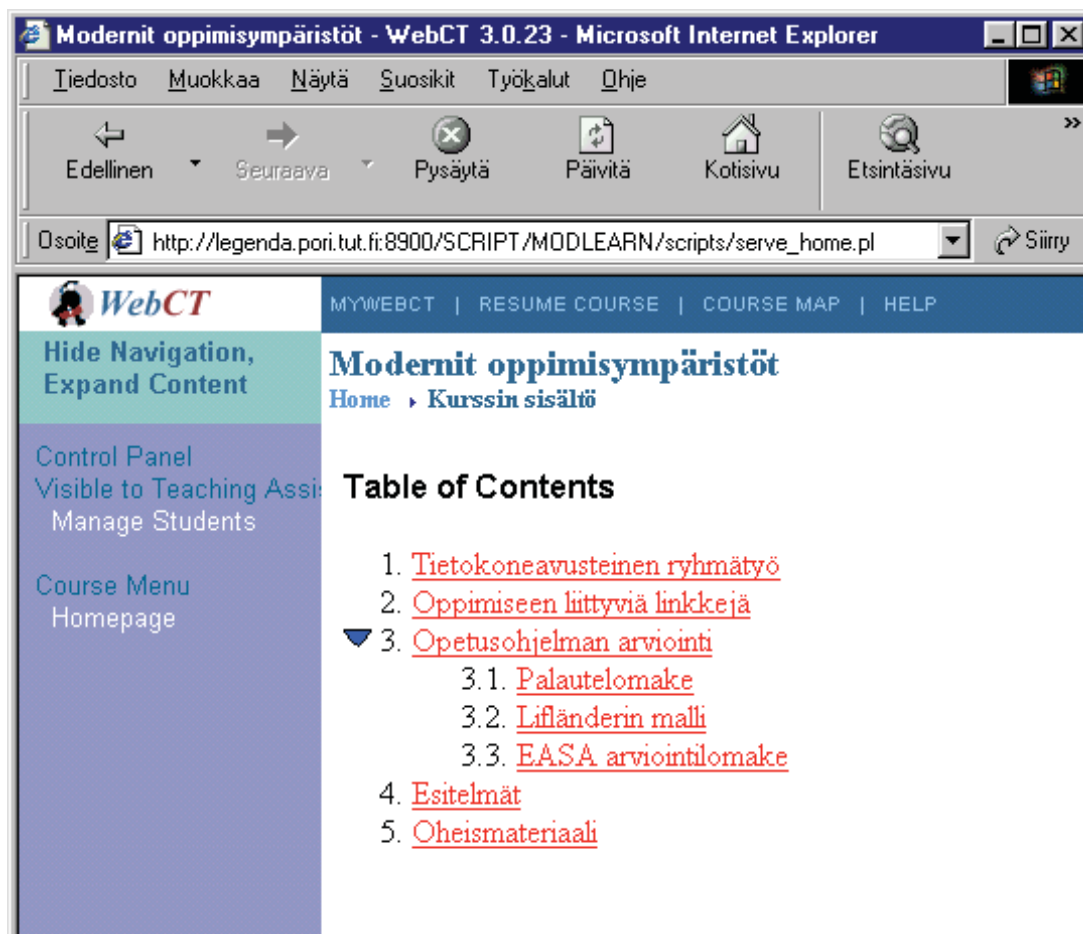 Modernit oppimisympäristöt - WebCT 3.0.23 - Microsoft Internet Explorer
Tiedosto Muokkaa Näytä Suosikit Työkalut Ohje
Edellinen Seuraava Pysäytä Päivitä Kotisivu Etsintäsivu »
Osoite http://legenda.pori.tut.fi:8900/SCRIPT/MODLEARN/scripts/serve_home.pl Siirry
WebCT
MYWEBCT | RESUME COURSE | COURSE MAP | HELP
Hide Navigation,
Expand Content
Control Panel
Visible to Teaching Assi
Manage Students
Course Menu
Homepage
Modernit oppimisympäristöt
Home Kurssin sisältö
Table of Contents
1. Tietokoneavusteinen ryhmätyö
2. Oppimiseen liittyviä linkkejä
3. Opetusohjelman arviointi
3.1. Palautelomake
3.2. Lifländerin malli
3.3. EASA arviointilomake
4. Esitelmät
5. Oheismateriaali